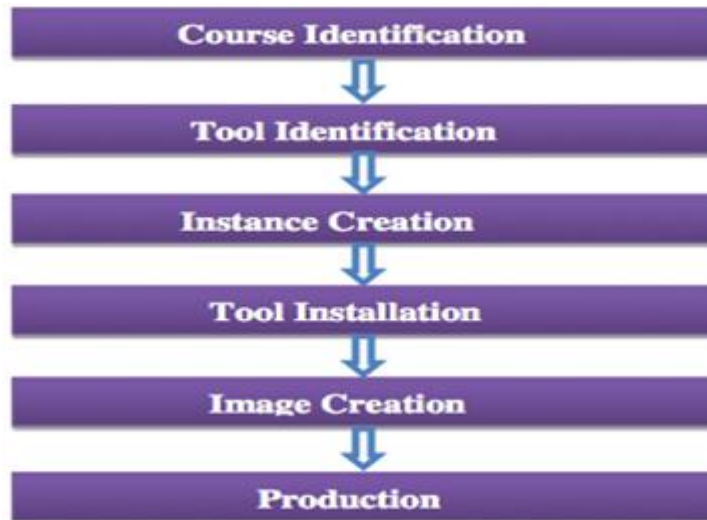 Course Identification
Tool Identification
Instance Creation
Tool Installation
Image Creation
Production